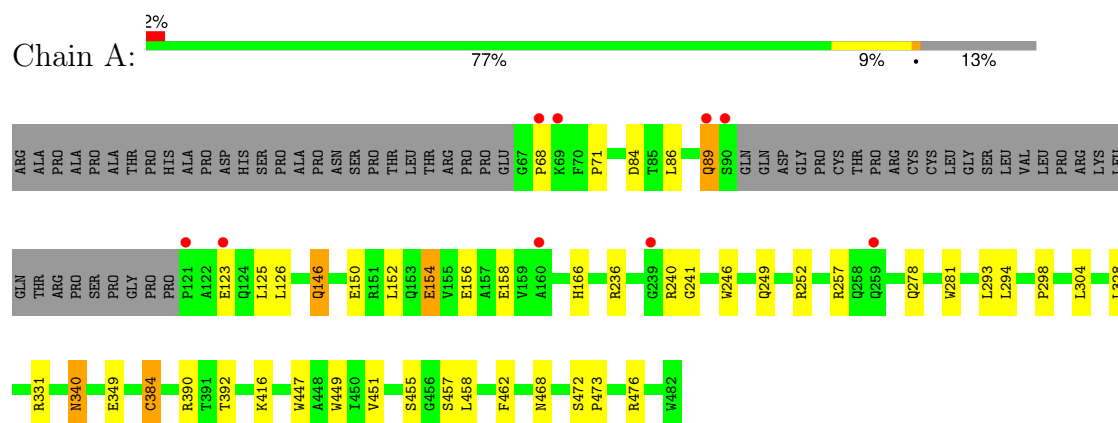 2%
Chain A:
77% 9% • 13%
ARG ALA PRO ALA PRO ALA THR PRO HIS ALA PRO ASP HIS SER PRO ALA PRO ASN SER PRO THR LEU THR ARG PRO PRO GLU G67 P68 K69 F70 P71 D84 T85 L86 Q89 S90 GLN GLN ASP GLY PRO CYS THR PRO ARG CYS CYS LEU GLY SER LEU VAL LEU PRO ARG LYS LEU
GLN THR ARG PRO SER PRO GLY PRO PRO P121 A122 E123 Q124 L125 L126 Q146 E150 R151 L152 Q153 E154 V155 E156 A157 E158 V159 A160 H166 R236 G239 R240 G241 W246 Q249 R252 R257 Q258 Q259 Q278 W281 L293 L294 P298 L304 L328
R331 N340 E349 C384 R390 T391 T392 K416 W447 A448 W449 I450 V451 S455 G456 S457 L458 F462 N468 S472 P473 R476 W482